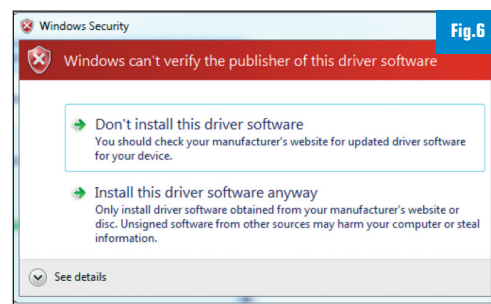 Windows Security
Fig.6
Windows can't verify the publisher of this driver software
Don't install this driver software
You should check your manufacturer's website for updated driver software
for your device.
Install this driver software anyway
Only install driver software obtained from your manufacturer's website or
disc. Unsigned software from other sources may harm your computer or steal
information.
See details